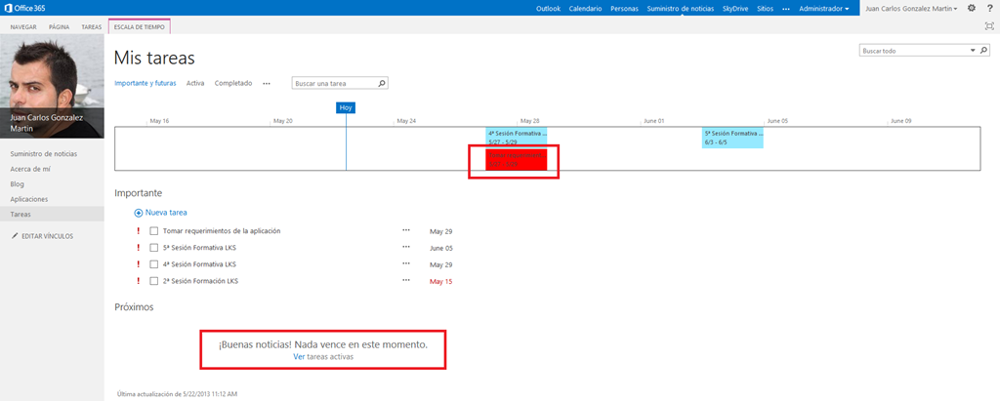 Office 365
Outlook Calendario Personas Suministro de noticias SkyDrive Sitios ••• Administrador Juan Carlos Gonzalez Martin ?
NAVEGAR PÁGINA TAREAS ESCALA DE TIEMPO
Mis tareas
Buscar todo
Importante y futuras Activa Completado •••
Buscar una tarea
Juan Carlos Gonzalez
Martin
Hoy
May 16 May 20 May 24 May 28 June 01 June 05 June 09
4ª Sesión Formativa ...
5/27 - 5/29
5ª Sesión Formativa ...
6/3 - 6/5
Suministro de noticias
Acerca de mí
Blog
Aplicaciones
Tareas
EDITAR VÍNCULOS
Importante
Nueva tarea
! Tomar requerimientos de la aplicación ••• May 29
! 5ª Sesión Formativa LKS ••• June 05
! 4ª Sesión Formativa LKS ••• May 29
! 2ª Sesión Formación LKS ••• May 15
Próximos
¡Buenas noticias! Nada vence en este momento.
Ver tareas activas
Última actualización de 5/22/2013 11:12 AM